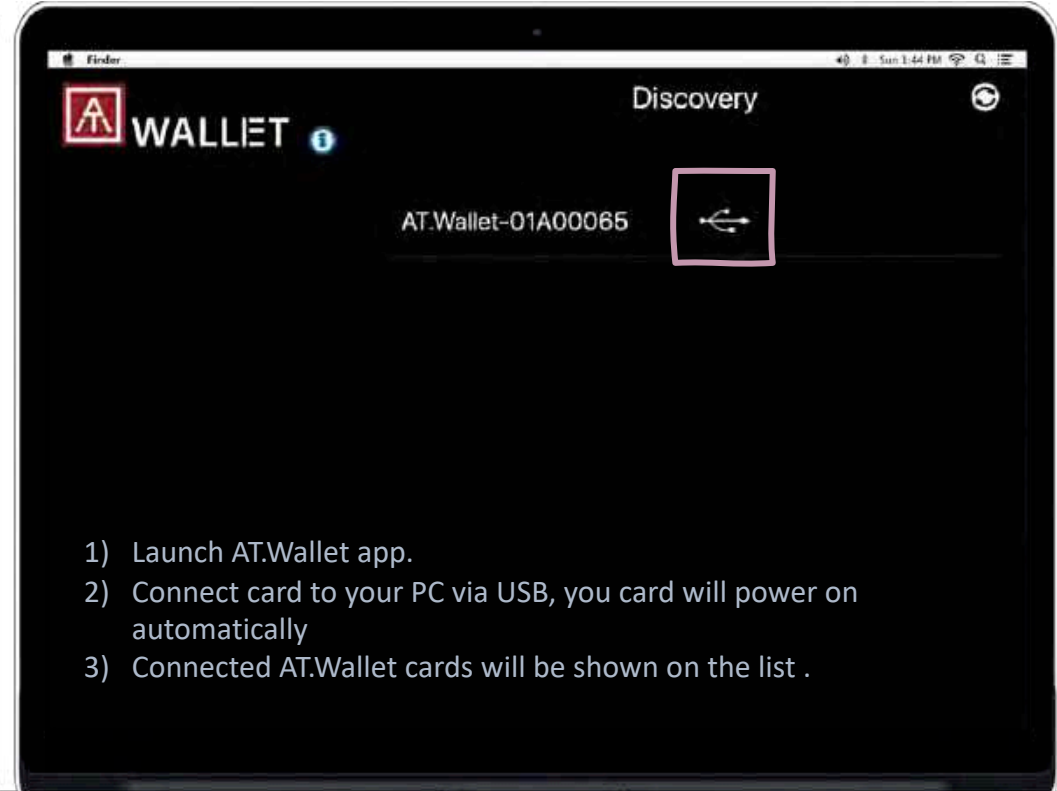 Finder
Sun 1:44 PM
AT WALLET
Discovery
AT.Wallet-01A00065
1) Launch AT.Wallet app.
2) Connect card to your PC via USB, you card will power on
automatically
3) Connected AT.Wallet cards will be shown on the list .